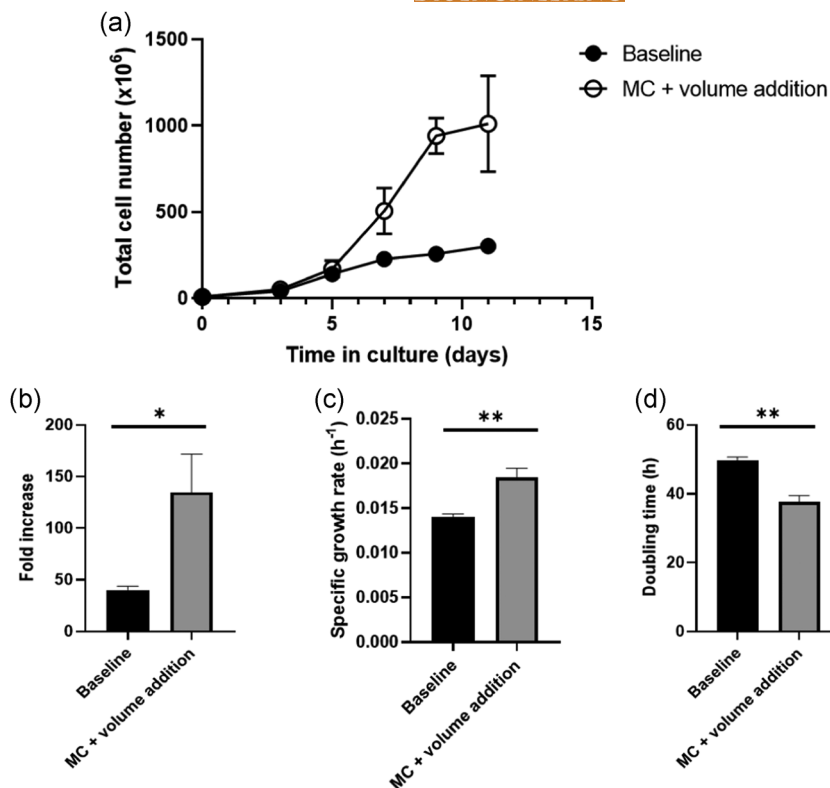 (a)
Total cell number (x10⁶)
1500
1000
500
0
0 5 10 15
Time in culture (days)
Baseline
MC + volume addition
(b)
Fold increase
200
150
100
50
0
*
Baseline
MC + volume addition
(c)
Specific growth rate (h⁻¹)
0.025
0.020
0.015
0.010
0.005
0.000
**
Baseline
MC + volume addition
(d)
Doubling time (h)
60
40
20
0
**
Baseline
MC + volume addition